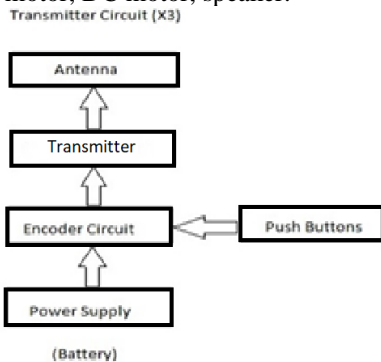 motor, DC motor, speaker.
Transmitter Circuit (X3)
Antenna
Transmitter
Encoder Circuit
Push Buttons
Power Supply
(Battery)